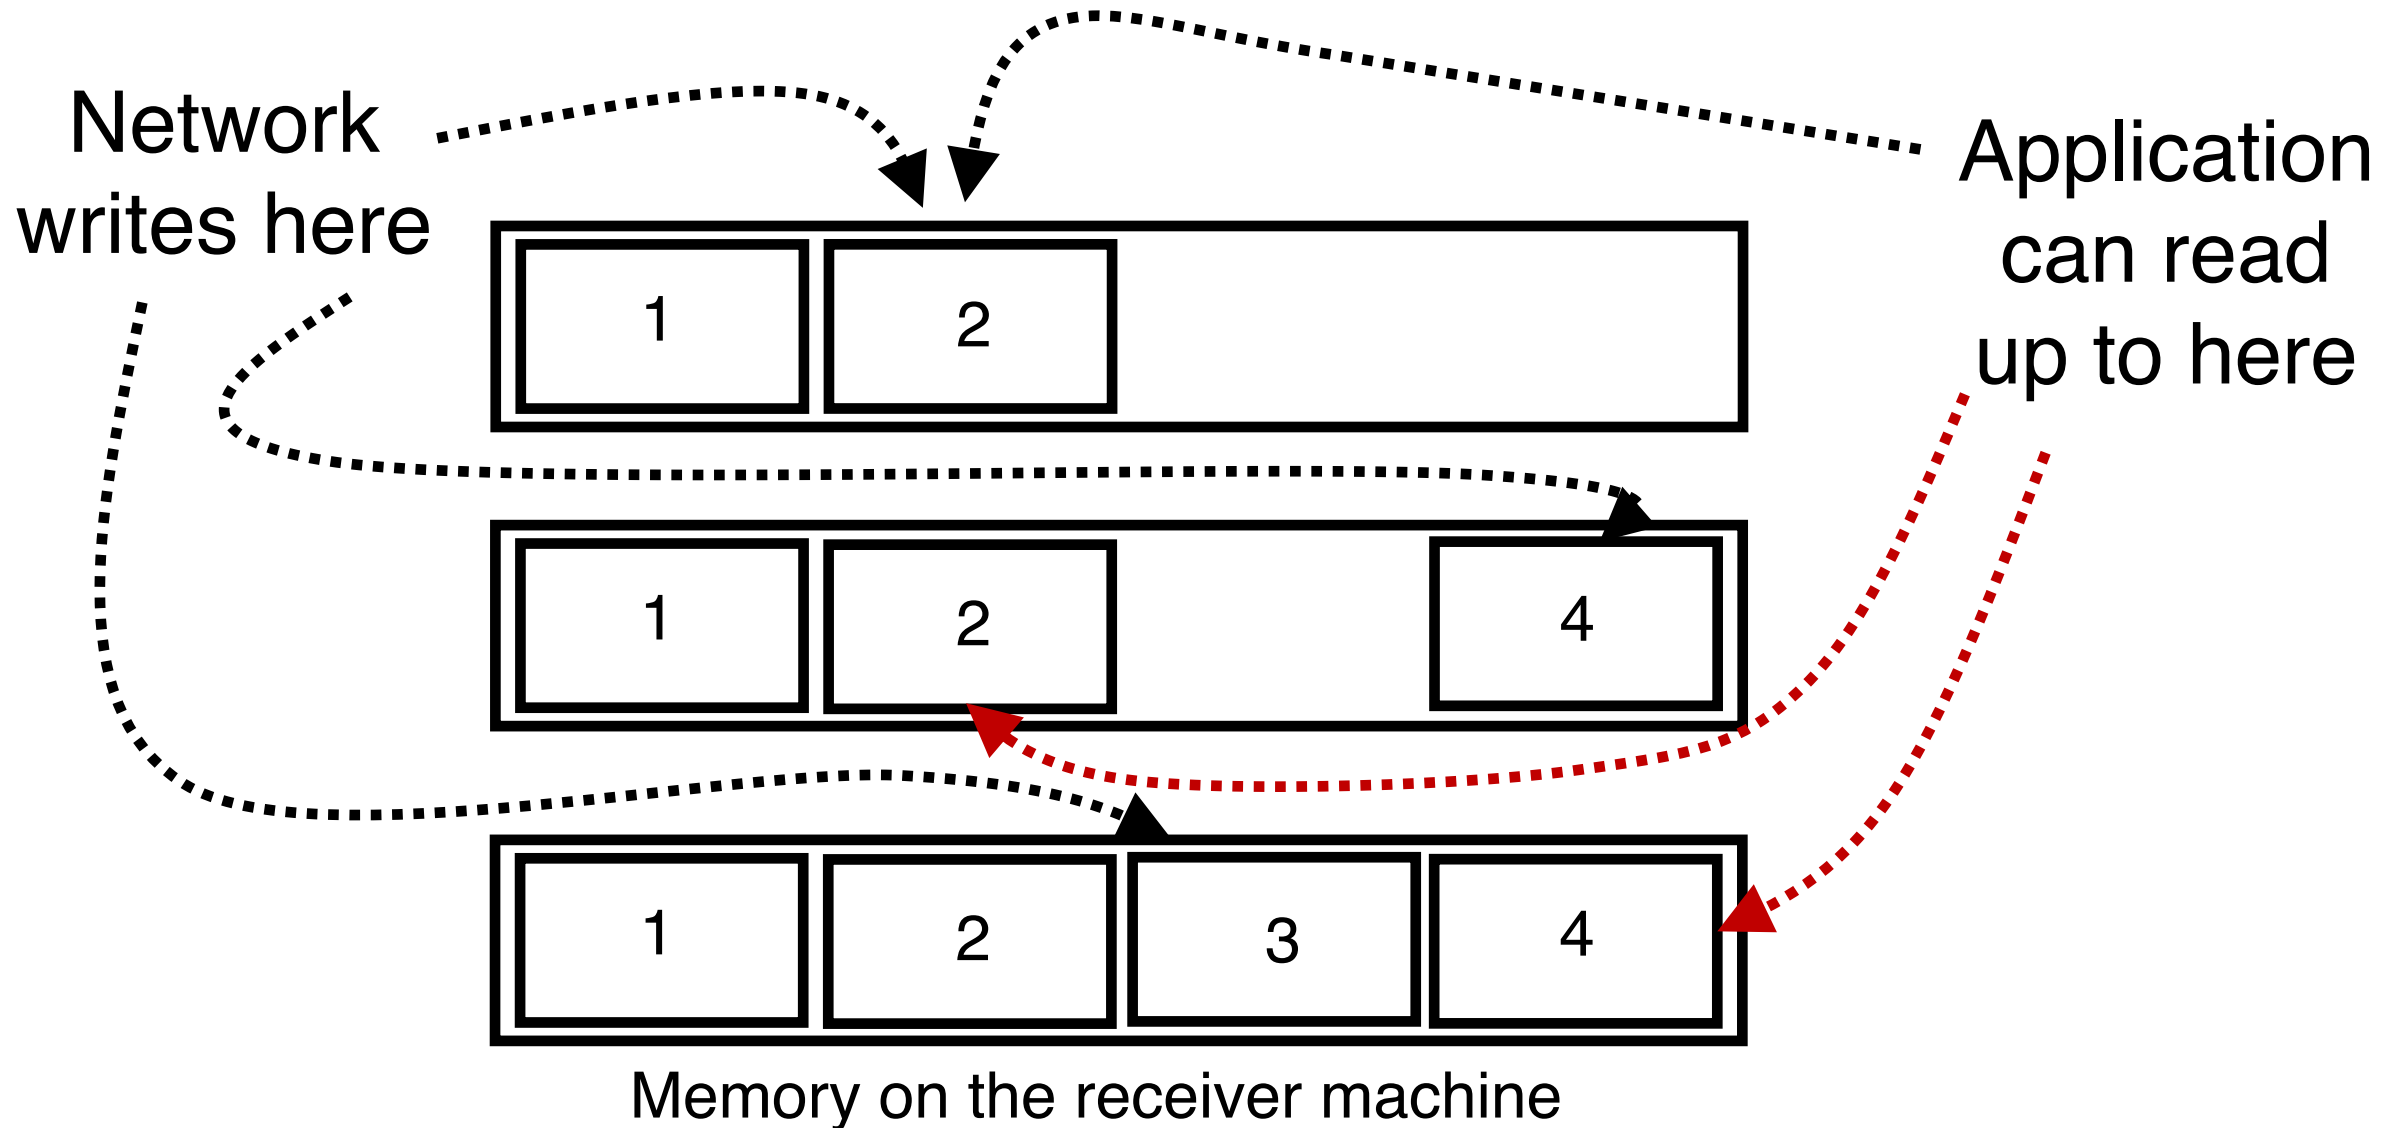 Network
writes here
Application
can read
up to here
1
2
1
2
4
1
2
3
4
Memory on the receiver machine